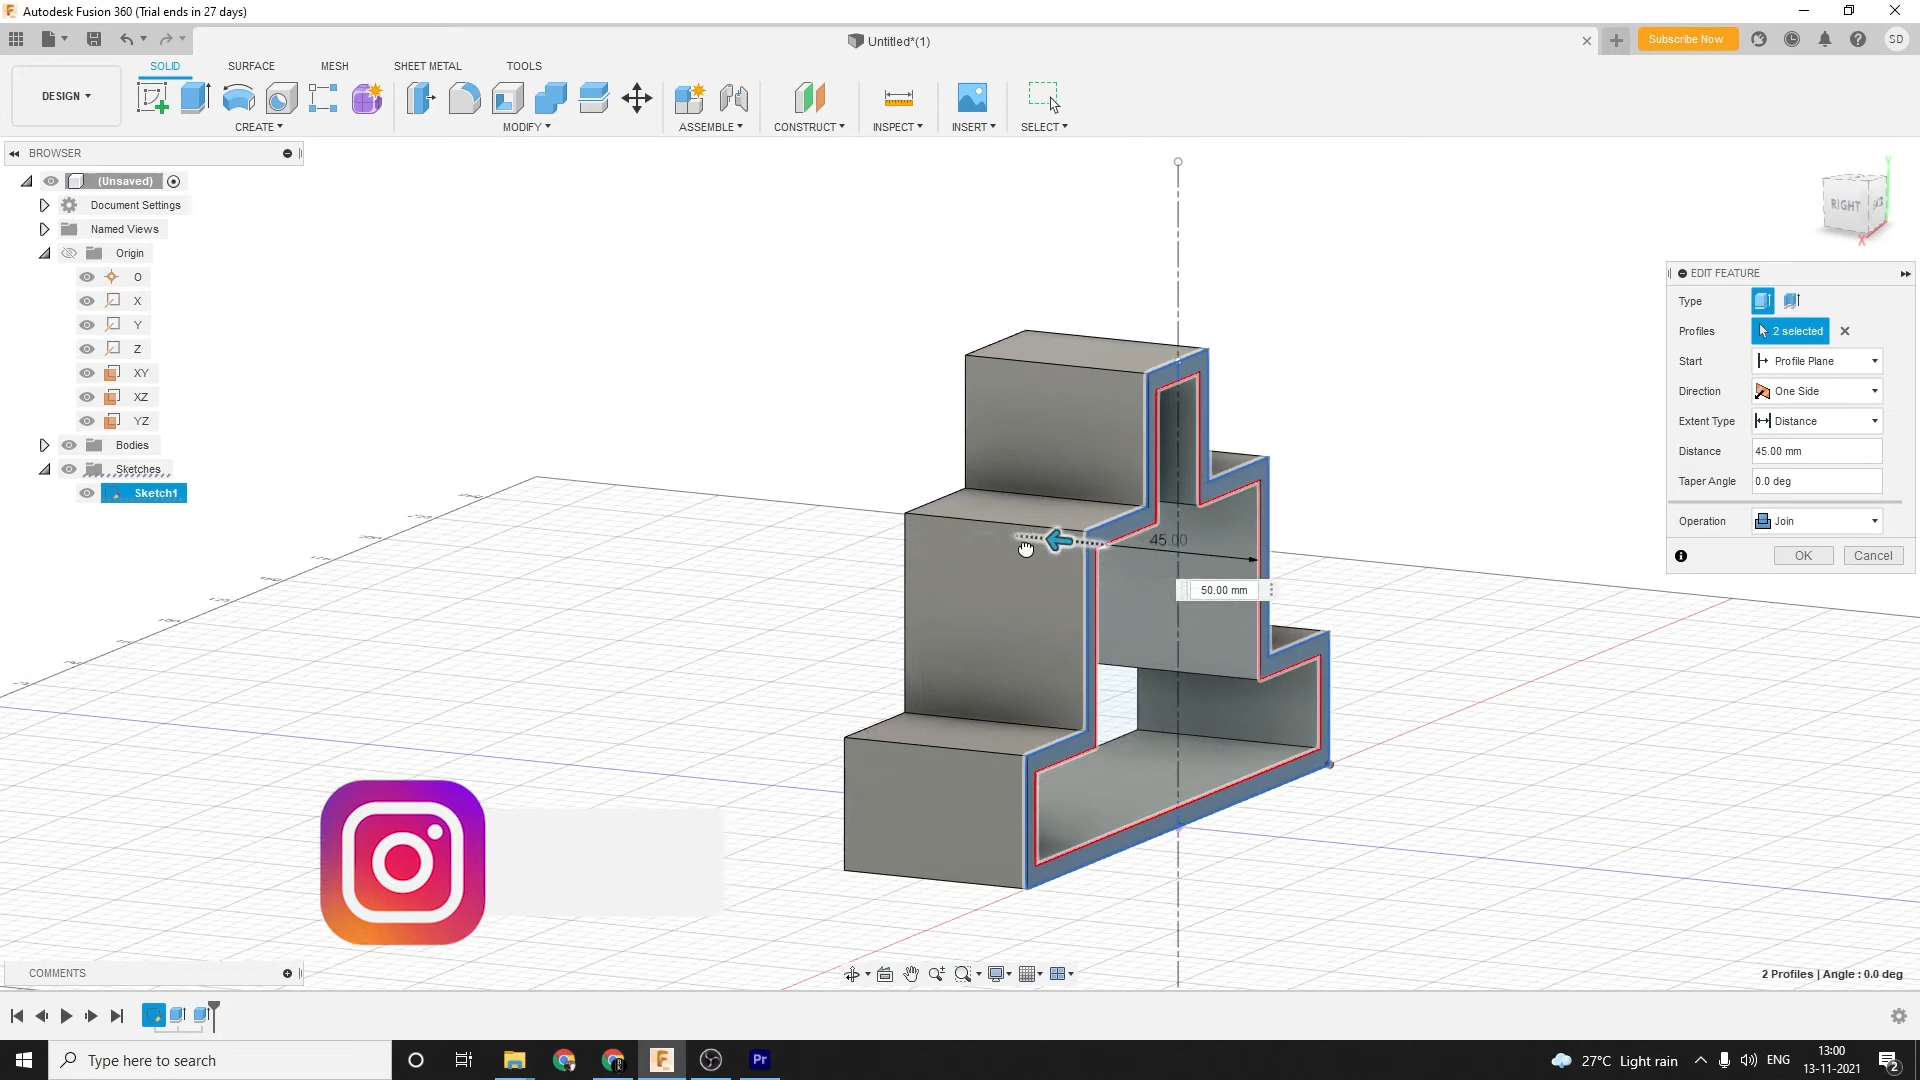 Autodesk Fusion 360 (Trial ends in 27 days)
Untitled*(1)
Subscribe Now
SD
DESIGN
SOLID SURFACE MESH SHEET METAL TOOLS
CREATE MODIFY ASSEMBLE CONSTRUCT INSPECT INSERT SELECT
BROWSER
(Unsaved)
Document Settings
Named Views
Origin
O
X
Y
Z
XY
XZ
YZ
Bodies
Sketches
Sketch1
Y
RIGHT
X
EDIT FEATURE
Type
Profiles 2 selected
Start Profile Plane
Direction One Side
Extent Type Distance
Distance 45.00 mm
Taper Angle 0.0 deg
Operation Join
OK Cancel
45.00
50.00 mm
COMMENTS
2 Profiles | Angle : 0.0 deg
Type here to search
Pr
27°C Light rain
ENG
13:00
13-11-2021
2